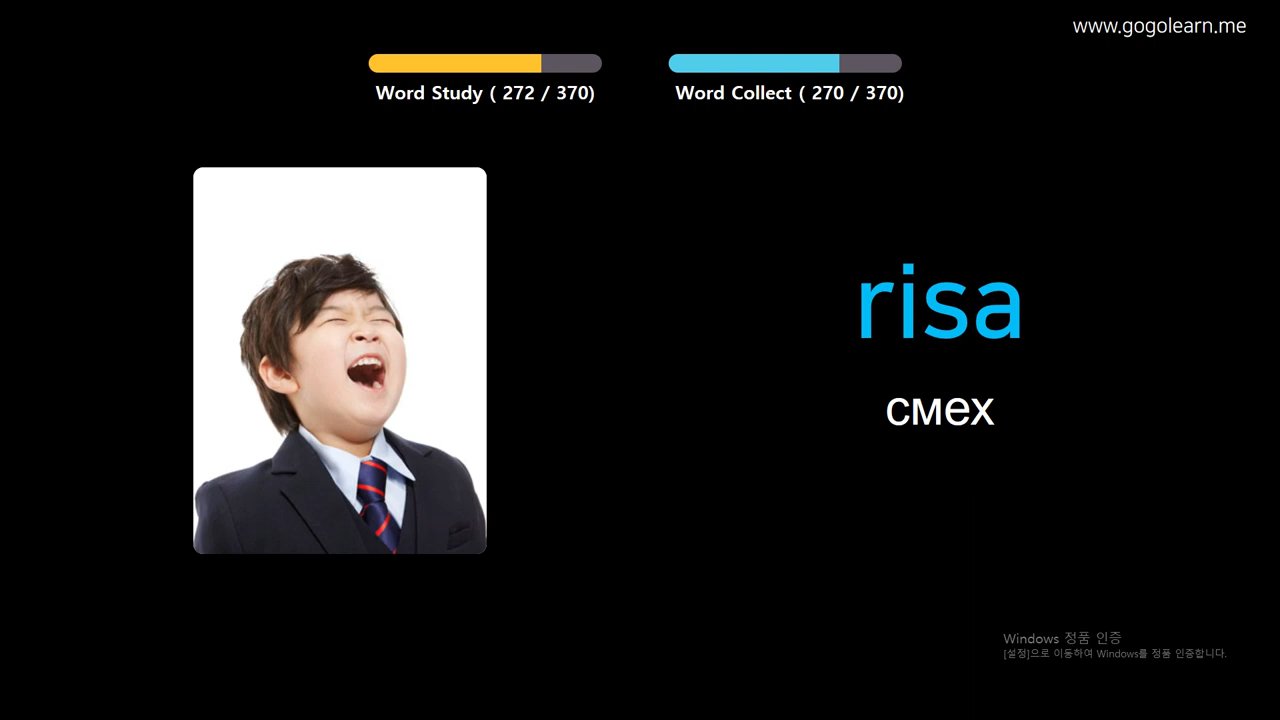 www.gogolearn.me
Word Study ( 272 / 370)
Word Collect ( 270 / 370)
risa
смех
Windows 정품 인증
[설정]으로 이동하여 Windows를 정품 인증합니다.